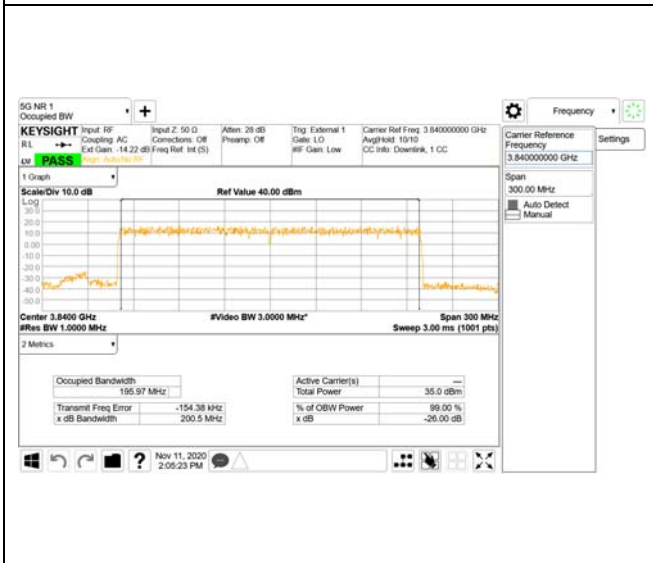 5G NR 1
Occupied BW
Frequency
KEYSIGHT
Input: RF
Coupling: AC
Ext Gain: -14.22 dB
Align: Auto/No RF
Input Z: 50 Ω
Corrections: Off
Freq Ref: Int (S)
Atten: 28 dB
Preamp: Off
Trig: External 1
Gate: LO
#IF Gain: Low
Carrier Ref Freq: 3.840000000 GHz
Avg|Hold: 10/10
CC Info: Downlink, 1 CC
R L
PASS
Carrier Reference
Frequency
3.840000000 GHz
Settings
Span
300.00 MHz
Auto Detect
Manual
1 Graph
Scale/Div 10.0 dB
Ref Value 40.00 dBm
Log
30.0
20.0
10.0
0.00
-10.0
-20.0
-30.0
-40.0
-50.0
Center 3.8400 GHz
#Video BW 3.0000 MHz*
Span 300 MHz
#Res BW 1.0000 MHz
Sweep 3.00 ms (1001 pts)
2 Metrics
Occupied Bandwidth
195.97 MHz
Transmit Freq Error
-154.38 kHz
x dB Bandwidth
200.5 MHz
Active Carrier(s)
---
Total Power
35.0 dBm
% of OBW Power
99.00 %
x dB
-26.00 dB
?
Nov 11, 2020
2:05:23 PM